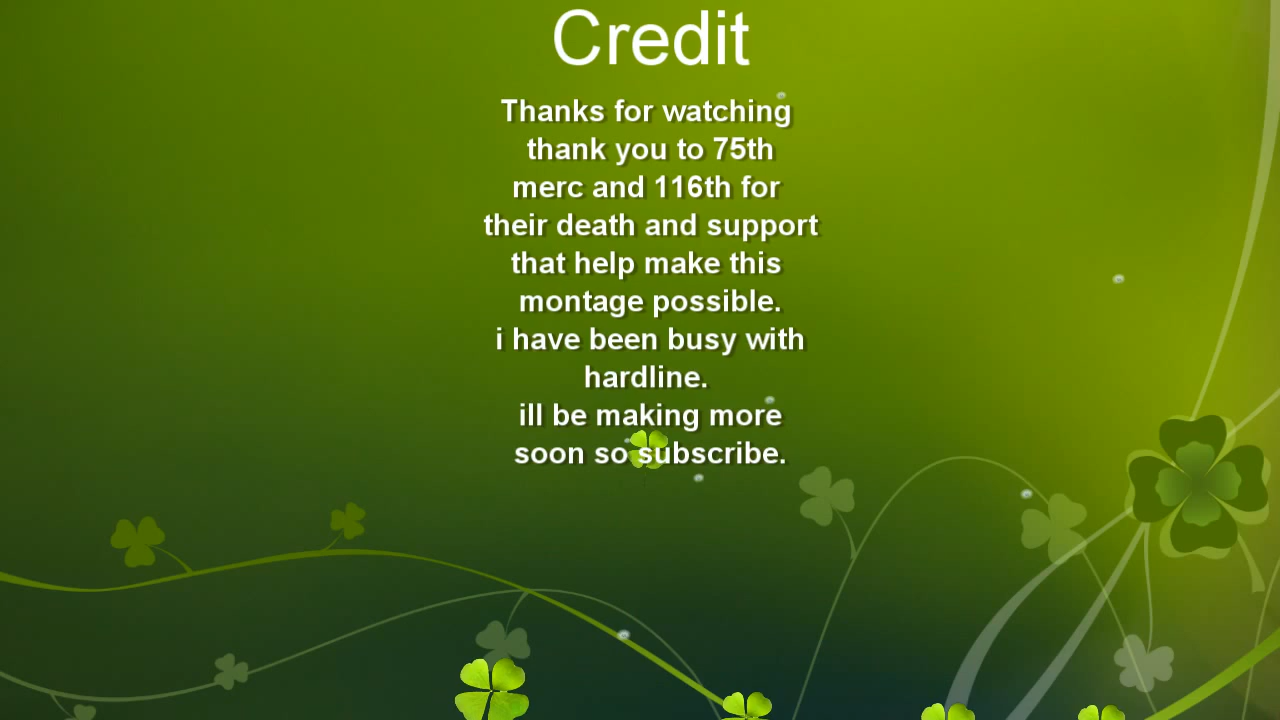 Credit
Thanks for watching
thank you to 75th
merc and 116th for
their death and support
that help make this
montage possible.
i have been busy with
hardline.
ill be making more
soon so subscribe.